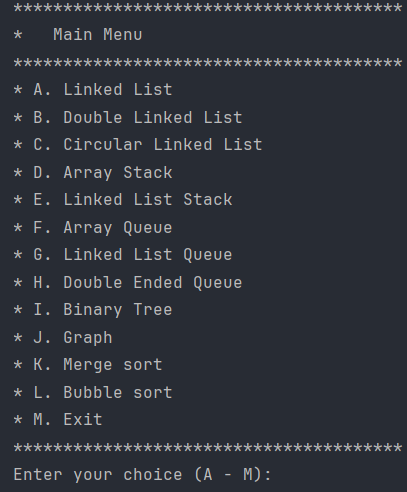 ***************************************
*   Main Menu
***************************************
* A. Linked List
* B. Double Linked List
* C. Circular Linked List
* D. Array Stack
* E. Linked List Stack
* F. Array Queue
* G. Linked List Queue
* H. Double Ended Queue
* I. Binary Tree
* J. Graph
* K. Merge sort
* L. Bubble sort
* M. Exit
***************************************
Enter your choice (A - M):